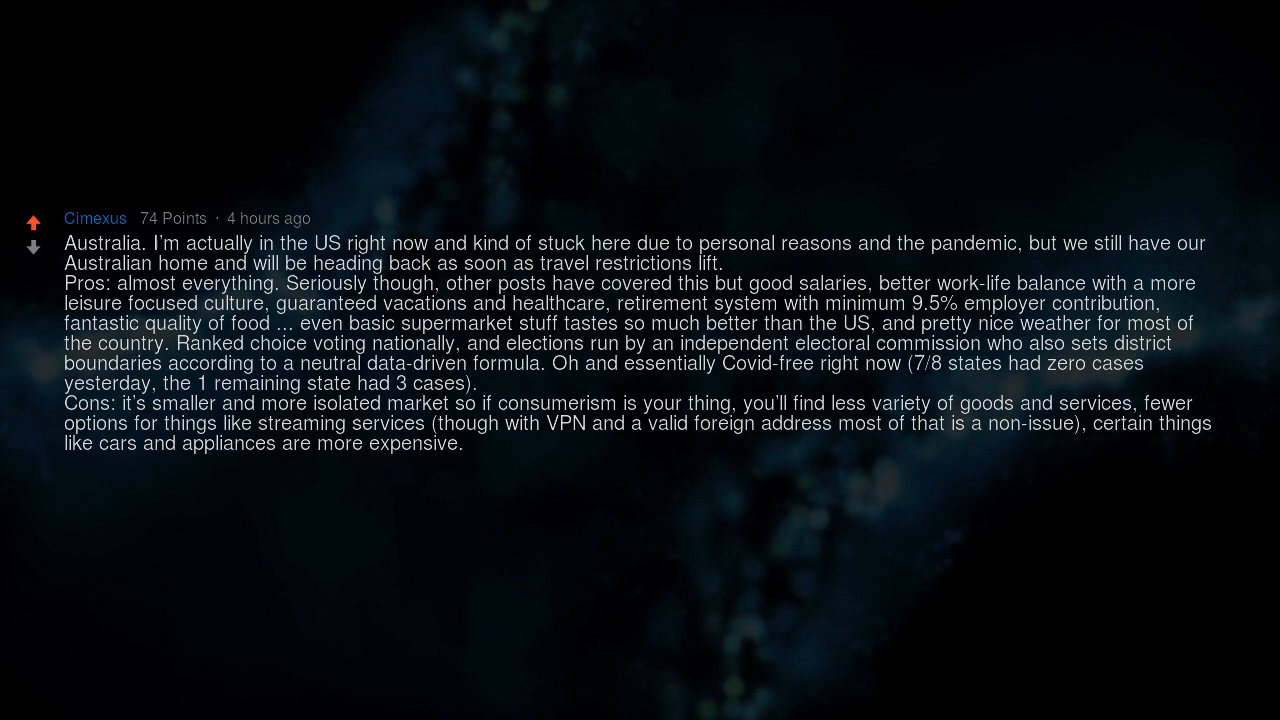 Cimexus 74 Points · 4 hours ago
Australia. I'm actually in the US right now and kind of stuck here due to personal reasons and the pandemic, but we still have our
Australian home and will be heading back as soon as travel restrictions lift.
Pros: almost everything. Seriously though, other posts have covered this but good salaries, better work-life balance with a more
leisure focused culture, guaranteed vacations and healthcare, retirement system with minimum 9.5% employer contribution,
fantastic quality of food ... even basic supermarket stuff tastes so much better than the US, and pretty nice weather for most of
the country. Ranked choice voting nationally, and elections run by an independent electoral commission who also sets district
boundaries according to a neutral data-driven formula. Oh and essentially Covid-free right now (7/8 states had zero cases
yesterday, the 1 remaining state had 3 cases).
Cons: it's smaller and more isolated market so if consumerism is your thing, you'll find less variety of goods and services, fewer
options for things like streaming services (though with VPN and a valid foreign address most of that is a non-issue), certain things
like cars and appliances are more expensive.